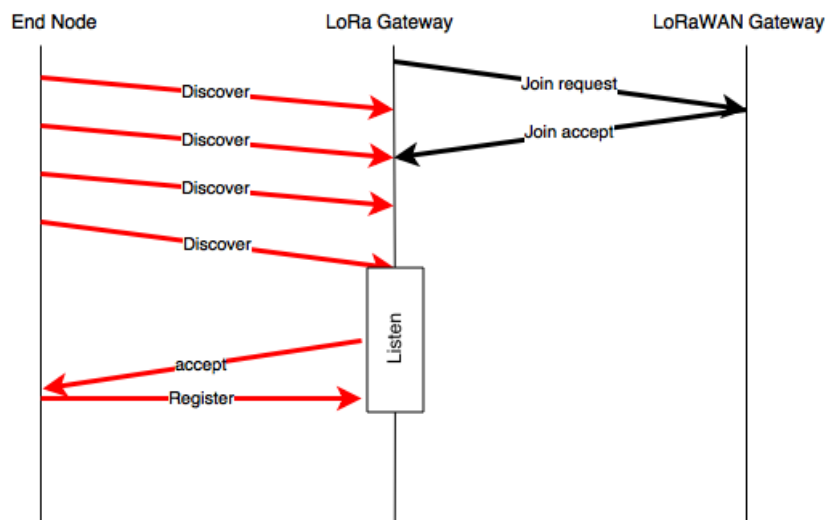 End Node
LoRa Gateway
LoRaWAN Gateway
Join request
Discover
Join accept
Discover
Discover
Discover
Listen
accept
Register